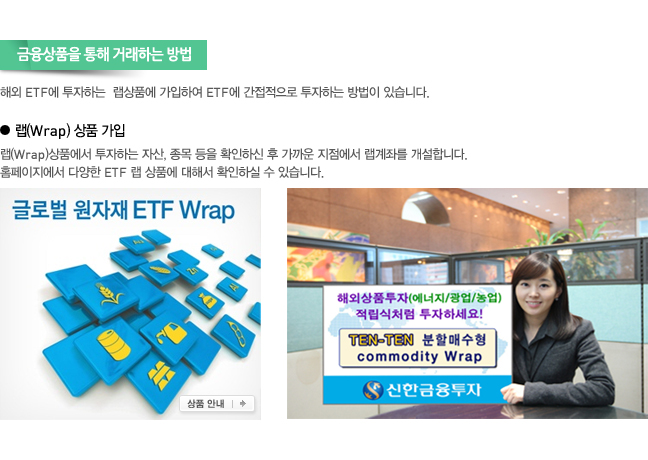 금융상품을 통해 거래하는 방법
해외 ETF에 투자하는 랩상품에 가입하여 ETF에 간접적으로 투자하는 방법이 있습니다.
● 랩(Wrap) 상품 가입
랩(Wrap)상품에서 투자하는 자산, 종목 등을 확인하신 후 가까운 지점에서 랩계좌를 개설합니다.
홈페이지에서 다양한 ETF 랩 상품에 대해서 확인하실 수 있습니다.
글로벌 원자재 ETF Wrap
상품 안내
해외상품투자(에너지/광업/농업)
적립식처럼 투자하세요!
TEN-TEN 분할매수형
commodity Wrap
신한금융투자